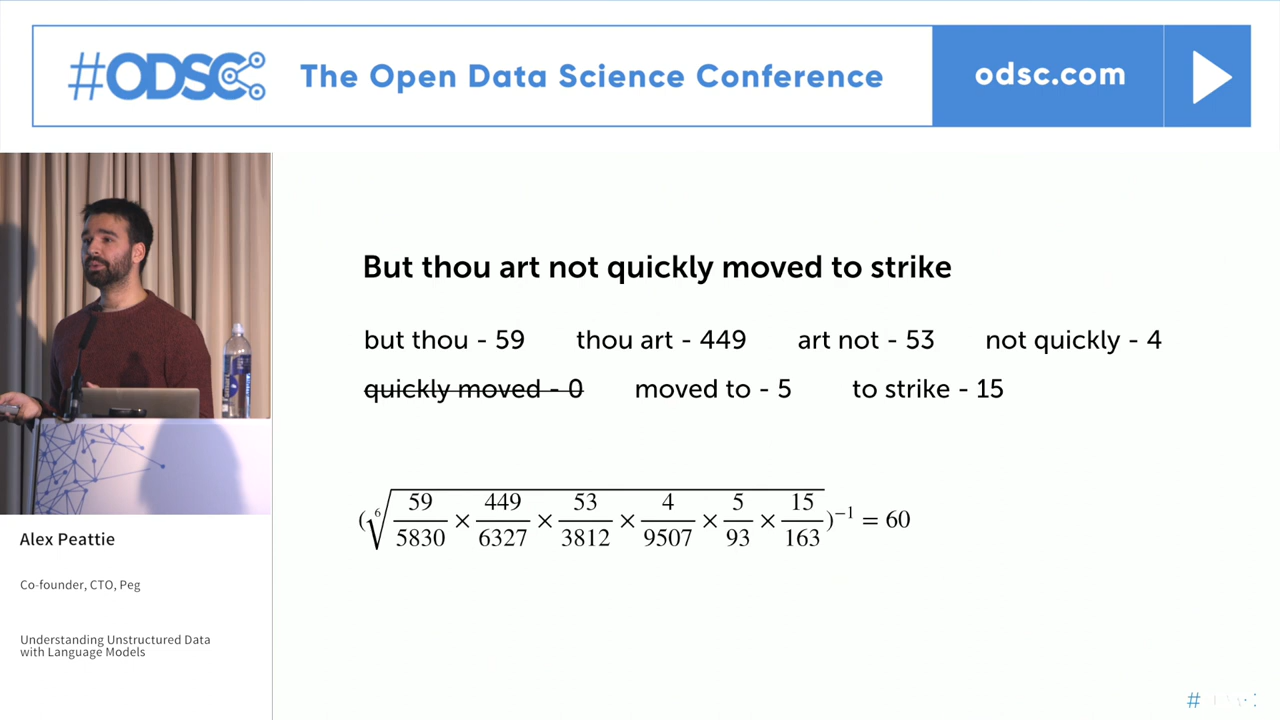 #ODSC The Open Data Science Conference odsc.com
But thou art not quickly moved to strike
but thou - 59 thou art - 449 art not - 53 not quickly - 4
quickly moved - 0 moved to - 5 to strike - 15
(⁶√(59/5830 × 449/6327 × 53/3812 × 4/9507 × 5/93 × 15/163))⁻¹ = 60
Alex Peattie
Co-founder, CTO, Peg
Understanding Unstructured Data
with Language Models
#